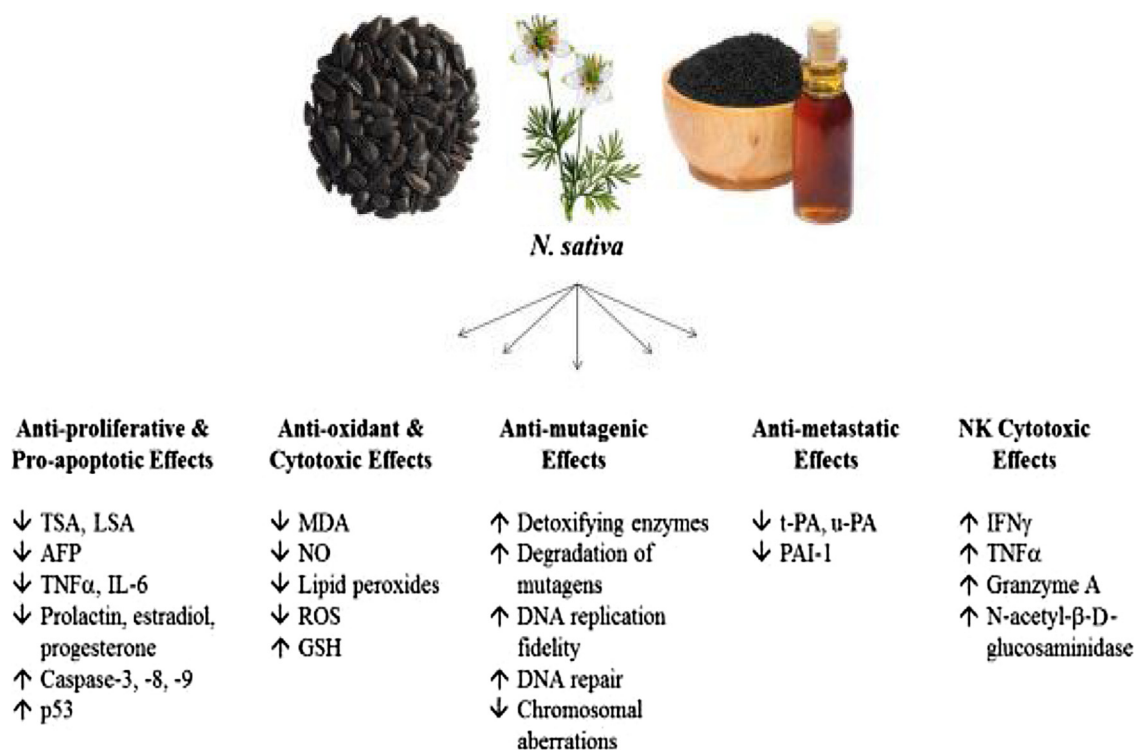 N. sativa
Anti-proliferative &
Pro-apoptotic Effects
↓ TSA, LSA
↓ AFP
↓ TNFα, IL-6
↓ Prolactin, estradiol,
progesterone
↑ Caspase-3, -8, -9
↑ p53
Anti-oxidant &
Cytotoxic Effects
↓ MDA
↓ NO
↓ Lipid peroxides
↓ ROS
↑ GSH
Anti-mutagenic
Effects
↑ Detoxifying enzymes
↑ Degradation of
mutagens
↑ DNA replication
fidelity
↑ DNA repair
↓ Chromosomal
aberrations
Anti-metastatic
Effects
↓ t-PA, u-PA
↓ PAI-1
NK Cytotoxic
Effects
↑ IFNγ
↑ TNFα
↑ Granzyme A
↑ N-acetyl-β-D-
glucosaminidase